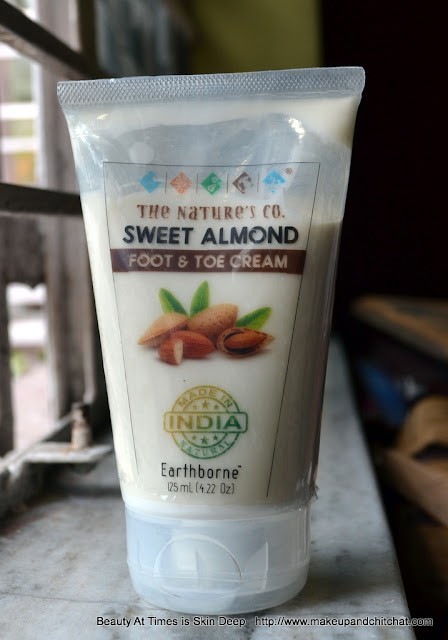 THE NATURE'S CO.
SWEET ALMOND
FOOT & TOE CREAM
MADE IN
INDIA
NATURAL
Earthborne™
125 mL (4.22 Oz)
Beauty At Times is Skin Deep http://www.makeupandchitchat.com